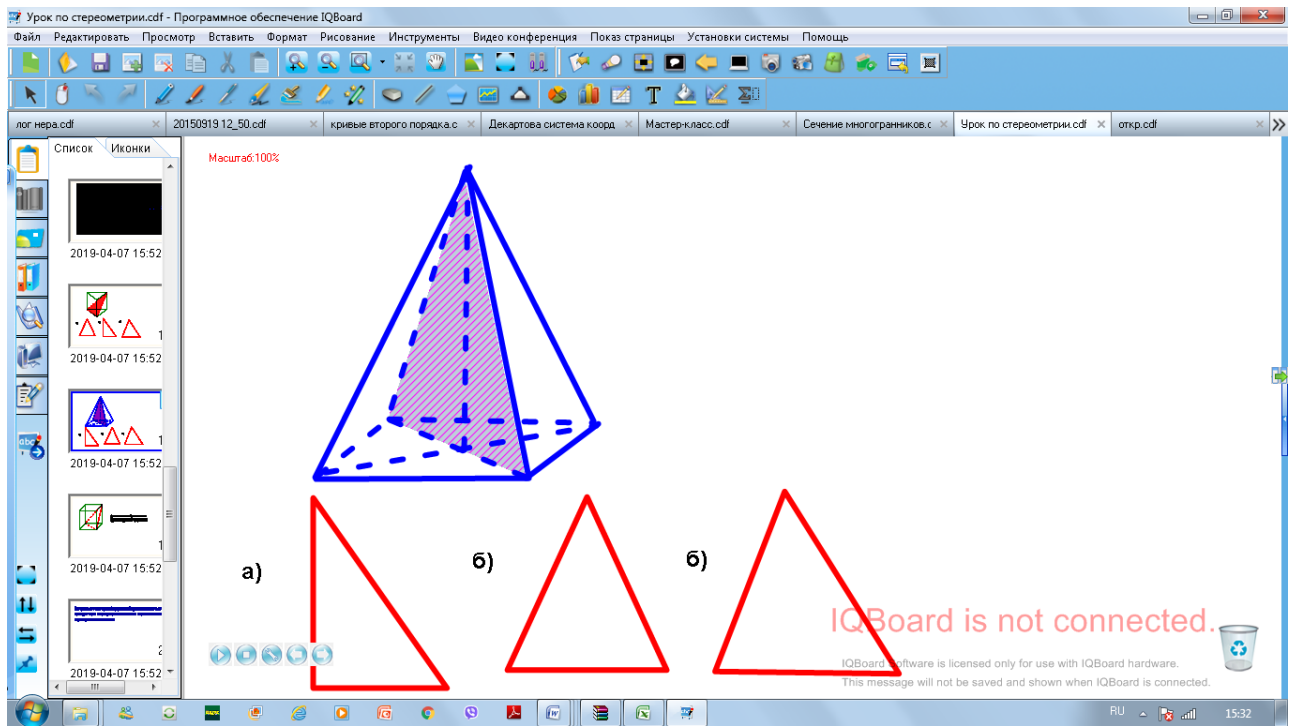 Урок по стереометрии.cdf - Программное обеспечение IQBoard
Файл Редактировать Просмотр Вставить Формат Рисование Инструменты Видео конференция Показ страницы Установки системы Помощь
лог нера.cdf 20150919 12_50.cdf кривые второго порядка.с Декартова система коорд Мастер-класс.cdf Сечение многогранников.с Урок по стереометрии.cdf откр.cdf
Список Иконки
Масштаб:100%
2019-04-07 15:52
1
2019-04-07 15:52
1
2019-04-07 15:52
1
2019-04-07 15:52
2
2019-04-07 15:52
а)
б)
б)
IQBoard is not connected.
IQBoard software is licensed only for use with IQBoard hardware.
This message will not be saved and shown when IQBoard is connected.
RU 15:32